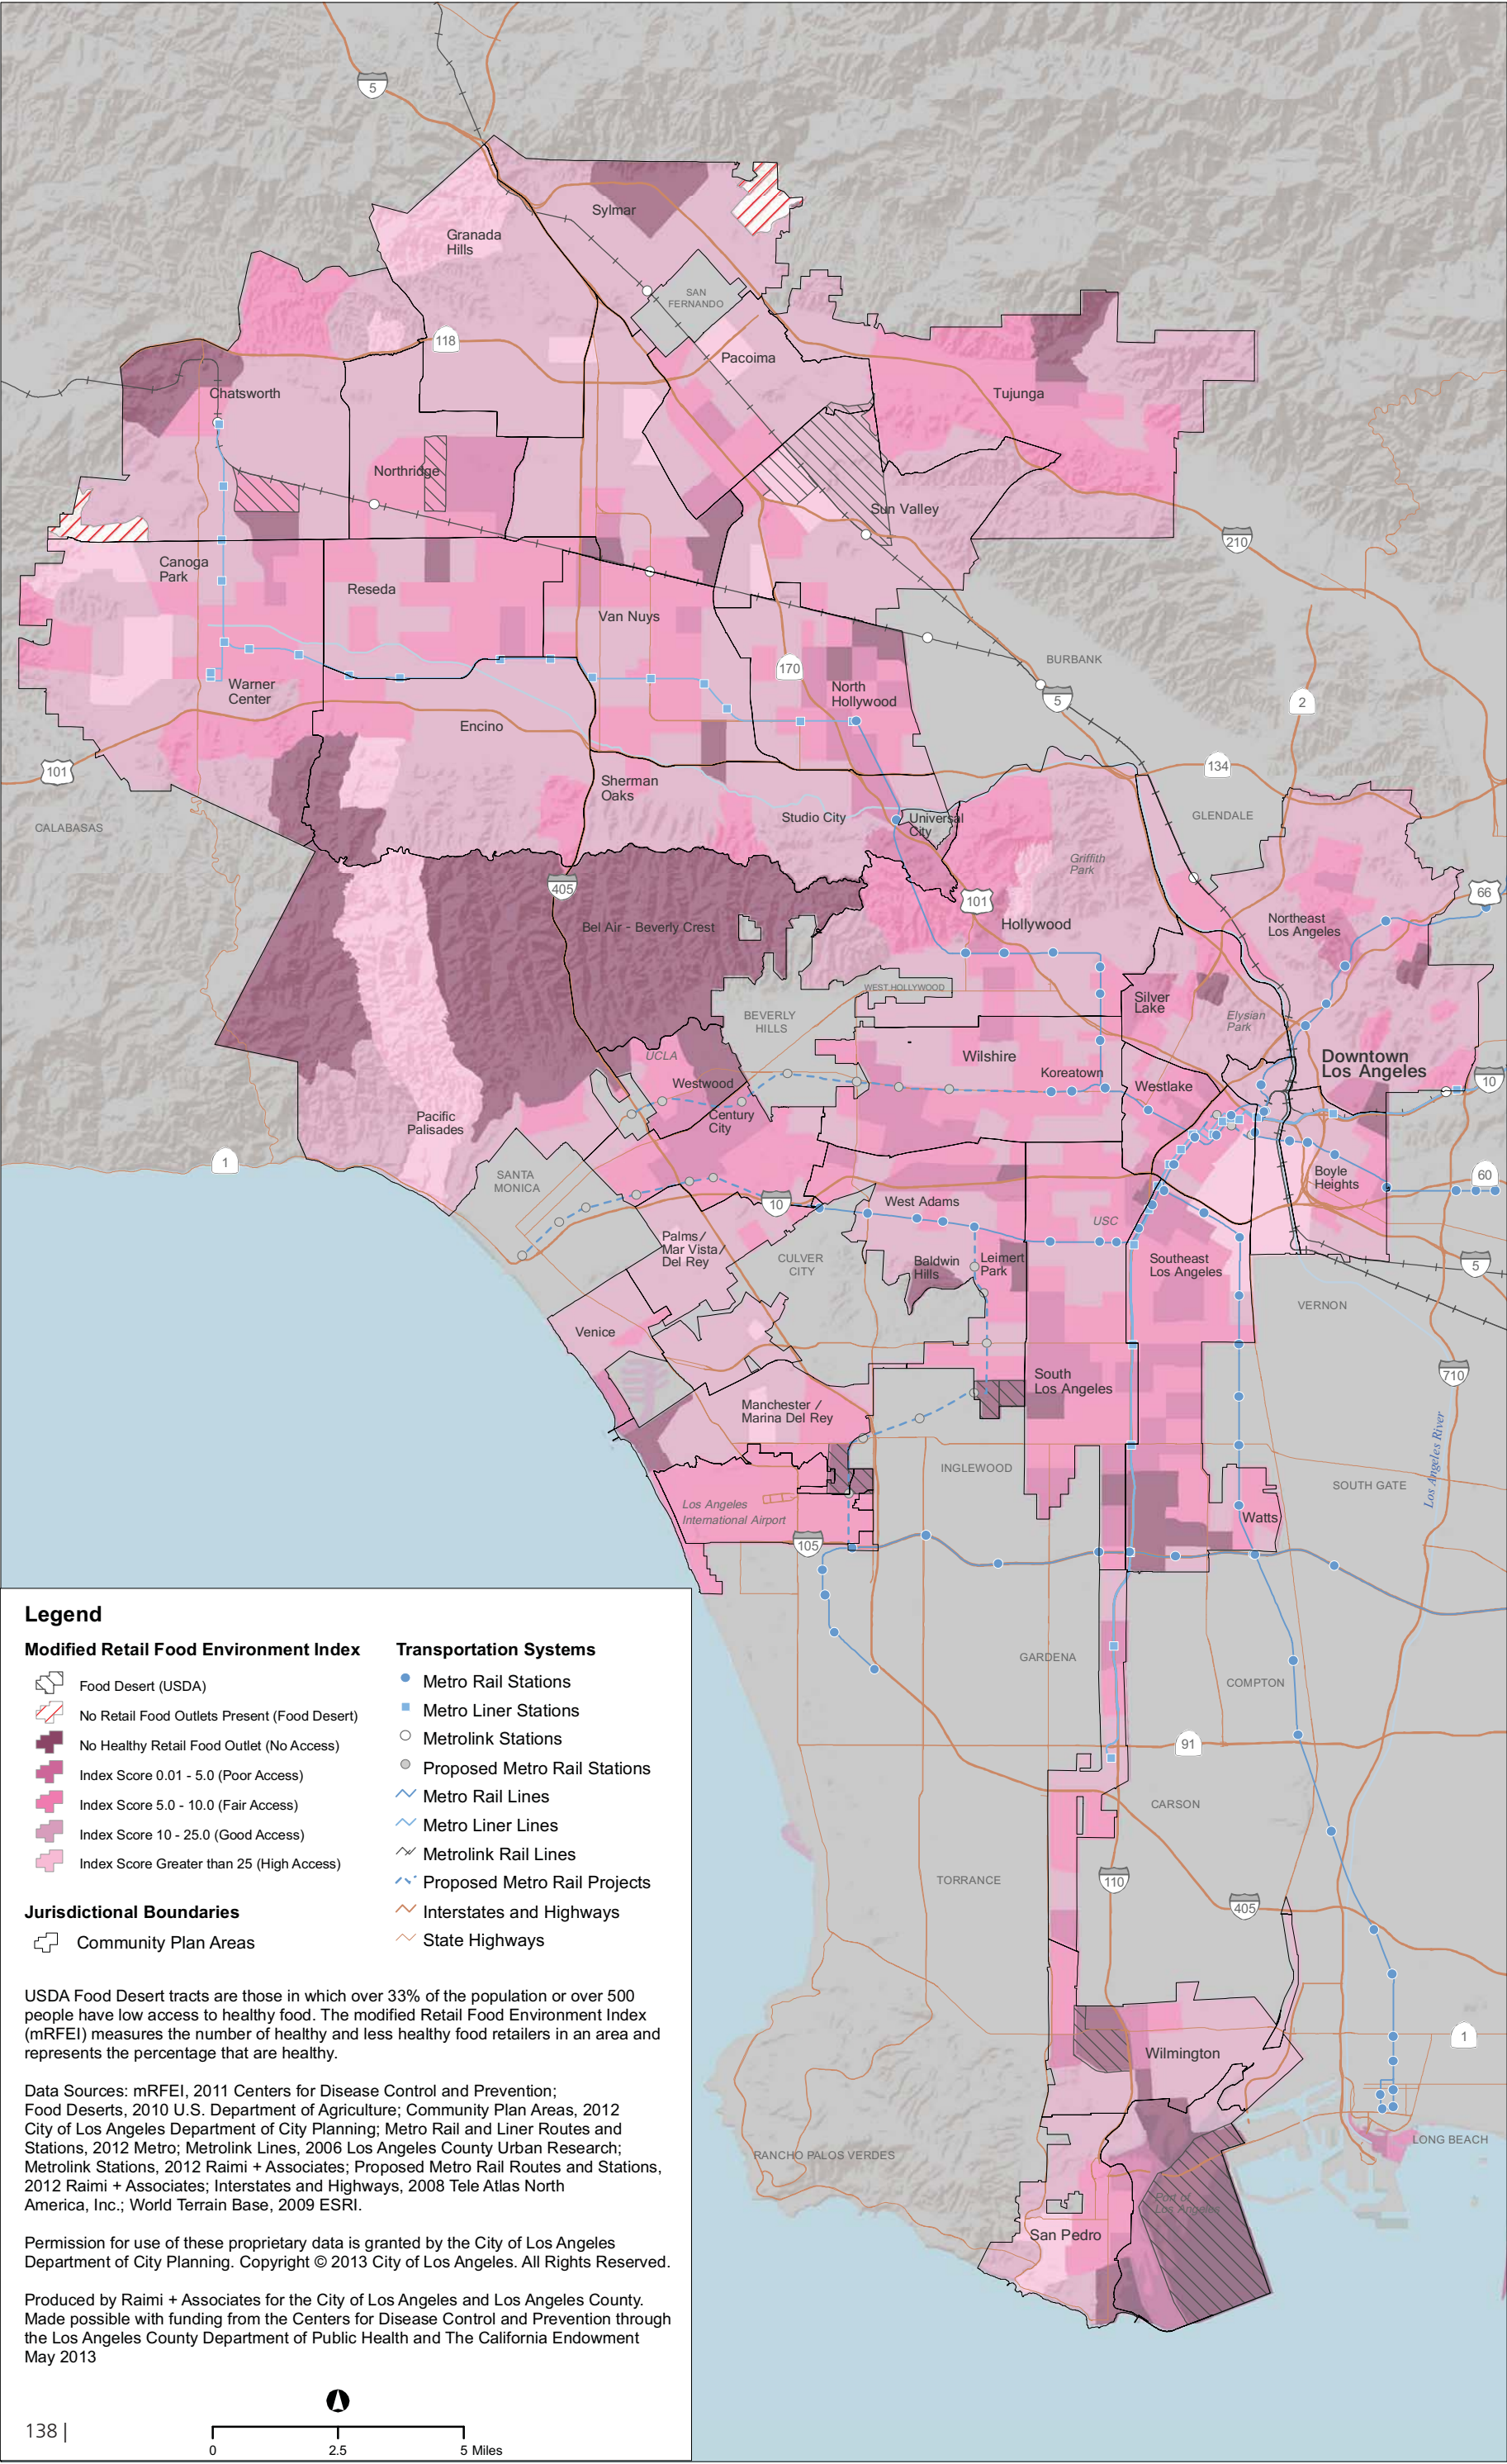 5
Sylmar
Granada
Hills
SAN
FERNANDO
118
Pacoima
Chatsworth
Tujunga
Northridge
Sun Valley
210
Canoga
Park
Reseda
Van Nuys
BURBANK
170
North
Hollywood
5
2
Warner
Center
Encino
101
134
Sherman
Oaks
CALABASAS
Studio City
Universal
City
GLENDALE
Griffith
Park
405
101
66
Bel Air - Beverly Crest
Hollywood
Northeast
Los Angeles
WEST HOLLYWOOD
Silver
Lake
BEVERLY
HILLS
Elysian
Park
UCLA
Wilshire
Downtown
Los Angeles
Koreatown
10
Westwood
Westlake
Century
City
Pacific
Palisades
1
SANTA
MONICA
Boyle
Heights
60
10
West Adams
USC
Palms/
Mar Vista/
Del Rey
CULVER
CITY
Baldwin
Hills
Leimert
Park
Southeast
Los Angeles
5
VERNON
Venice
South
Los Angeles
710
Manchester /
Marina Del Rey
Los Angeles River
INGLEWOOD
SOUTH GATE
Los Angeles
International Airport
Watts
105
GARDENA
COMPTON
91
CARSON
TORRANCE
110
405
1
Wilmington
RANCHO PALOS VERDES
LONG BEACH
Port of
Los Angeles
San Pedro
Legend
Modified Retail Food Environment Index
Food Desert (USDA)
No Retail Food Outlets Present (Food Desert)
No Healthy Retail Food Outlet (No Access)
Index Score 0.01 - 5.0 (Poor Access)
Index Score 5.0 - 10.0 (Fair Access)
Index Score 10 - 25.0 (Good Access)
Index Score Greater than 25 (High Access)
Jurisdictional Boundaries
Community Plan Areas
Transportation Systems
Metro Rail Stations
Metro Liner Stations
Metrolink Stations
Proposed Metro Rail Stations
Metro Rail Lines
Metro Liner Lines
Metrolink Rail Lines
Proposed Metro Rail Projects
Interstates and Highways
State Highways
USDA Food Desert tracts are those in which over 33% of the population or over 500
people have low access to healthy food. The modified Retail Food Environment Index
(mRFEI) measures the number of healthy and less healthy food retailers in an area and
represents the percentage that are healthy.
Data Sources: mRFEI, 2011 Centers for Disease Control and Prevention;
Food Deserts, 2010 U.S. Department of Agriculture; Community Plan Areas, 2012
City of Los Angeles Department of City Planning; Metro Rail and Liner Routes and
Stations, 2012 Metro; Metrolink Lines, 2006 Los Angeles County Urban Research;
Metrolink Stations, 2012 Raimi + Associates; Proposed Metro Rail Routes and Stations,
2012 Raimi + Associates; Interstates and Highways, 2008 Tele Atlas North
America, Inc.; World Terrain Base, 2009 ESRI.
Permission for use of these proprietary data is granted by the City of Los Angeles
Department of City Planning. Copyright © 2013 City of Los Angeles. All Rights Reserved.
Produced by Raimi + Associates for the City of Los Angeles and Los Angeles County.
Made possible with funding from the Centers for Disease Control and Prevention through
the Los Angeles County Department of Public Health and The California Endowment
May 2013
138 |
0 2.5 5 Miles